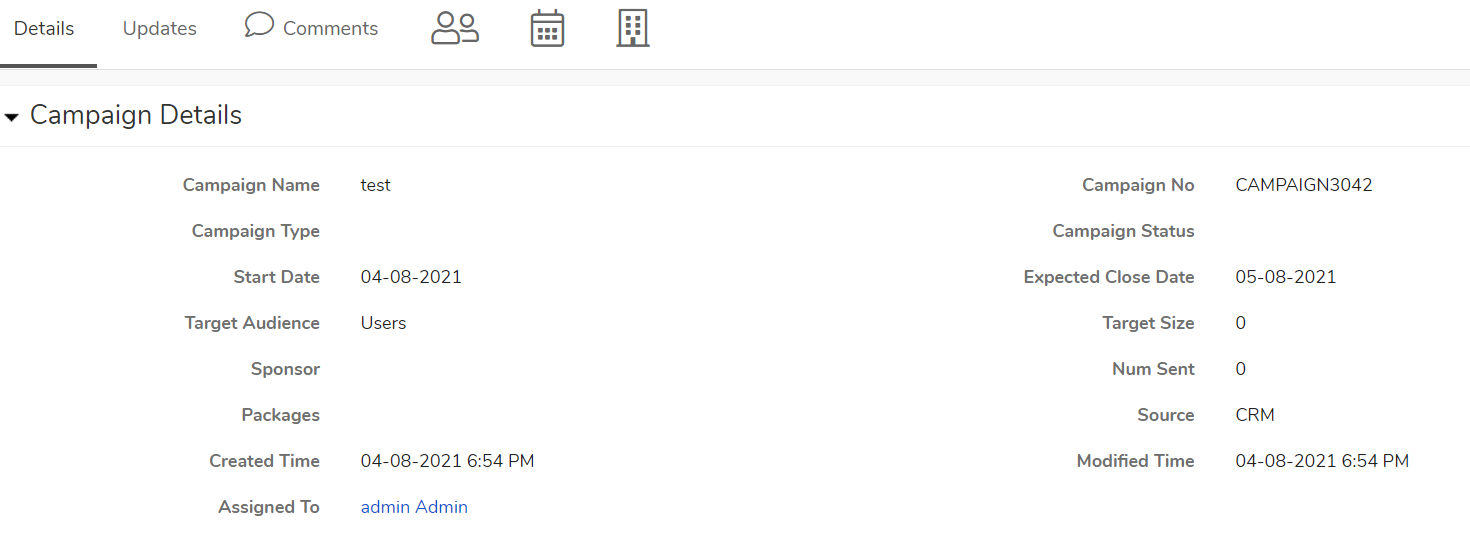 Details Updates Comments
Campaign Details
Campaign Name test Campaign No CAMPAIGN3042
Campaign Type Campaign Status
Start Date 04-08-2021 Expected Close Date 05-08-2021
Target Audience Users Target Size 0
Sponsor Num Sent 0
Packages Source CRM
Created Time 04-08-2021 6:54 PM Modified Time 04-08-2021 6:54 PM
Assigned To admin Admin